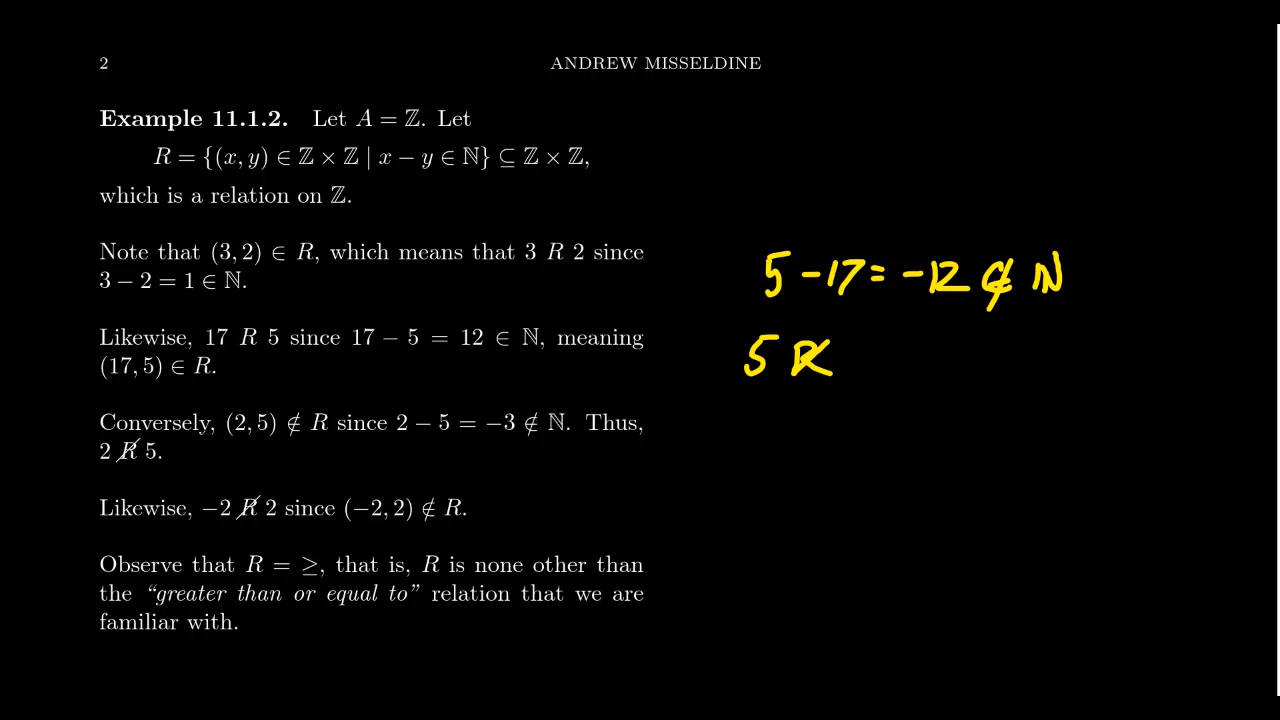 2 ANDREW MISSELDINE
Example 11.1.2. Let A = ℤ. Let
R = {(x, y) ∈ ℤ × ℤ | x − y ∈ ℕ} ⊆ ℤ × ℤ,
which is a relation on ℤ.
Note that (3, 2) ∈ R, which means that 3 R 2 since
3 − 2 = 1 ∈ ℕ.
Likewise, 17 R 5 since 17 − 5 = 12 ∈ ℕ, meaning
(17, 5) ∈ R.
Conversely, (2, 5) ∉ R since 2 − 5 = −3 ∉ ℕ. Thus,
2 R̸ 5.
Likewise, −2 R̸ 2 since (−2, 2) ∉ R.
Observe that R = ≥, that is, R is none other than
the “greater than or equal to” relation that we are
familiar with.
5 − 17 = −12 ∉ ℕ
5 R̸